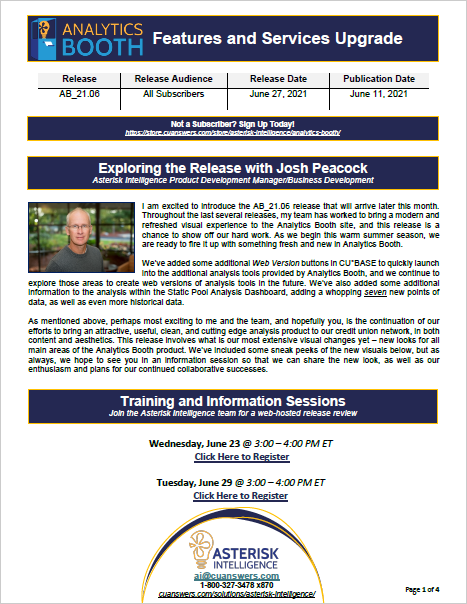 ANALYTICS
BOOTH
Features and Services Upgrade
Release Release Audience Release Date Publication Date
AB_21.06 All Subscribers June 27, 2021 June 11, 2021
Not a Subscriber? Sign Up Today!
https://store.cuanswers.com/store/asterisk-intelligence/analytics-booth/
Exploring the Release with Josh Peacock
Asterisk Intelligence Product Development Manager/Business Development
I am excited to introduce the AB_21.06 release that will arrive later this month.
Throughout the last several releases, my team has worked to bring a modern and
refreshed visual experience to the Analytics Booth site, and this release is a
chance to show off our hard work. As we begin this warm summer season, we
are ready to fire it up with something fresh and new in Analytics Booth.
We've added some additional Web Version buttons in CU*BASE to quickly launch
into the additional analysis tools provided by Analytics Booth, and we continue to
explore those areas to create web versions of analysis tools in the future. We've also added some additional
information to the analysis within the Static Pool Analysis Dashboard, adding a whopping seven new points of
data, as well as even more historical data.
As mentioned above, perhaps most exciting to me and the team, and hopefully you, is the continuation of our
efforts to bring an attractive, useful, clean, and cutting edge analysis product to our credit union network, in both
content and aesthetics. This release involves what is our most extensive visual changes yet – new looks for all
main areas of the Analytics Booth product. We've included some sneak peeks of the new visuals below, but as
always, we hope to see you in an information session so that we can share the new look, as well as our
enthusiasm and plans for our continued collaborative successes.
Training and Information Sessions
Join the Asterisk Intelligence team for a web-hosted release review
Wednesday, June 23 @ 3:00 – 4:00 PM ET
Click Here to Register
Tuesday, June 29 @ 3:00 – 4:00 PM ET
Click Here to Register
ASTERISK
INTELLIGENCE
ai@cuanswers.com
1-800-327-3478 x870
cuanswers.com/solutions/asterisk-intelligence/
Page 1 of 4